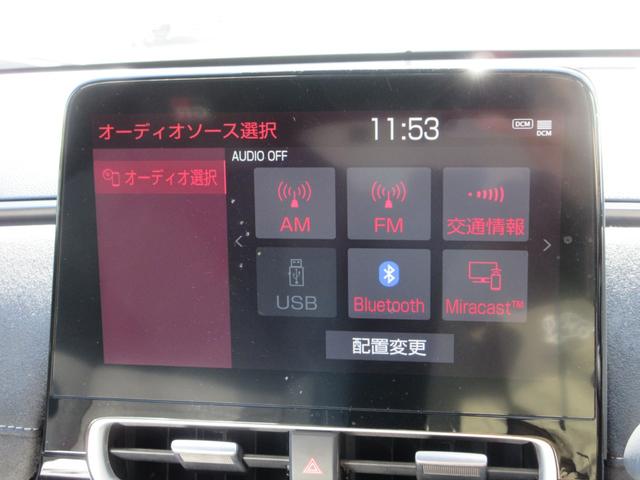 オーディオソース選択
11:53
DCM
DCM
AUDIO OFF
オーディオ選択
AM
FM
交通情報
USB
Bluetooth
Miracast™
配置変更